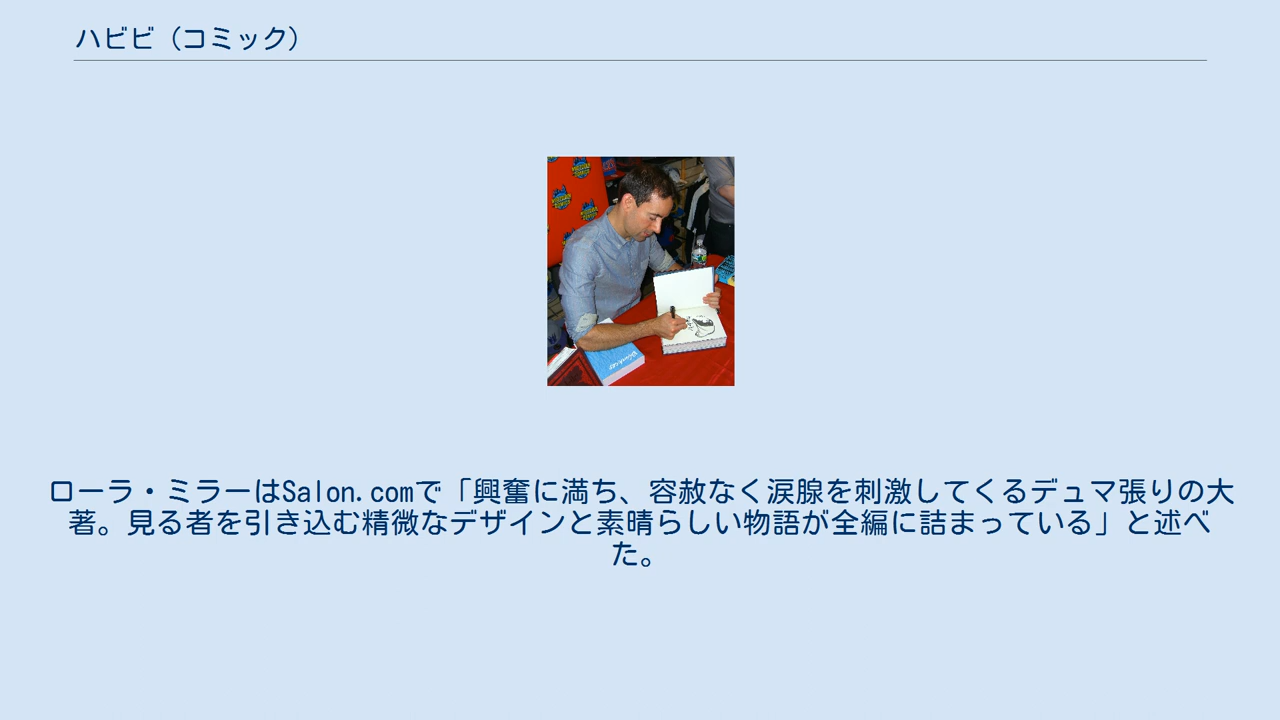 ハビビ（コミック）
Blankets
ローラ・ミラーはSalon.comで「興奮に満ち、容赦なく涙腺を刺激してくるデュマ張りの大
著。見る者を引き込む精微なデザインと素晴らしい物語が全編に詰まっている」と述べ
た。